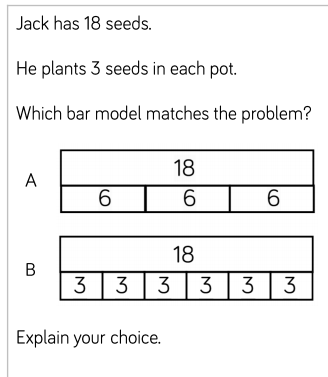 Jack has 18 seeds.
He plants 3 seeds in each pot.
Which bar model matches the problem?
A
18
6 6 6
B
18
3 3 3 3 3 3
Explain your choice.